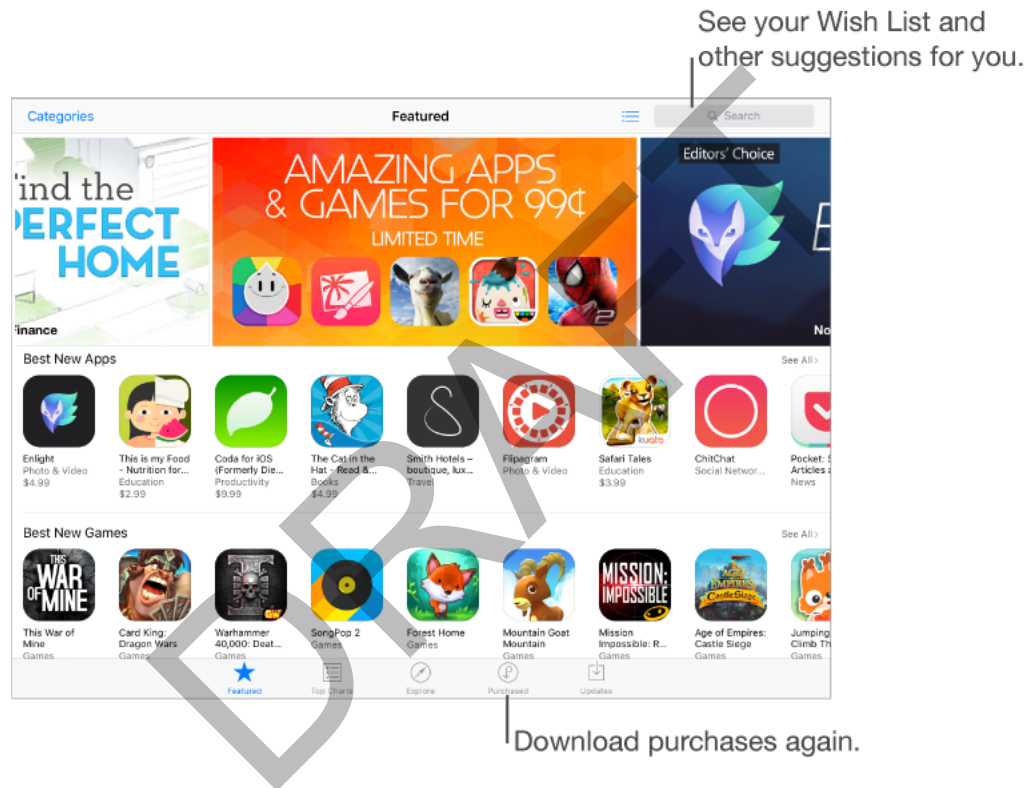 See your Wish List and
other suggestions for you.
Categories
Featured
Search
Find the
PERFECT
HOME
Finance
AMAZING APPS
& GAMES FOR 99¢
LIMITED TIME
2
Editors' Choice
E
No
Best New Apps
See All >
Enlight
Photo & Video
$4.99
This is my Food
- Nutrition for...
Education
$2.99
Coda for iOS
(Formerly Die...
Productivity
$9.99
The Cat in the
Hat - Read &...
Books
$4.99
Smith Hotels –
boutique, lux...
Travel
Flipagram
Photo & Video
kuato
Safari Tales
Education
$3.99
ChitChat
Social Networ...
Pocket: S
Articles a
News
Best New Games
See All >
THIS
WAR
OF MINE
This War of
Mine
Games
Card King:
Dragon Wars
Games
GW
Warhammer
40,000: Deat...
Games
SongPop 2
Games
Forest Home
Games
Mountain Goat
Mountain
Games
MISSION:
IMPOSSIBLE
Mission
Impossible: R...
Games
AGE OF
EMPIRES
Castle Siege
Age of Empires:
Castle Siege
Games
Jumping
Climb Th
Games
Featured
Top Charts
Explore
Purchased
Updates
Download purchases again.
DRAFT